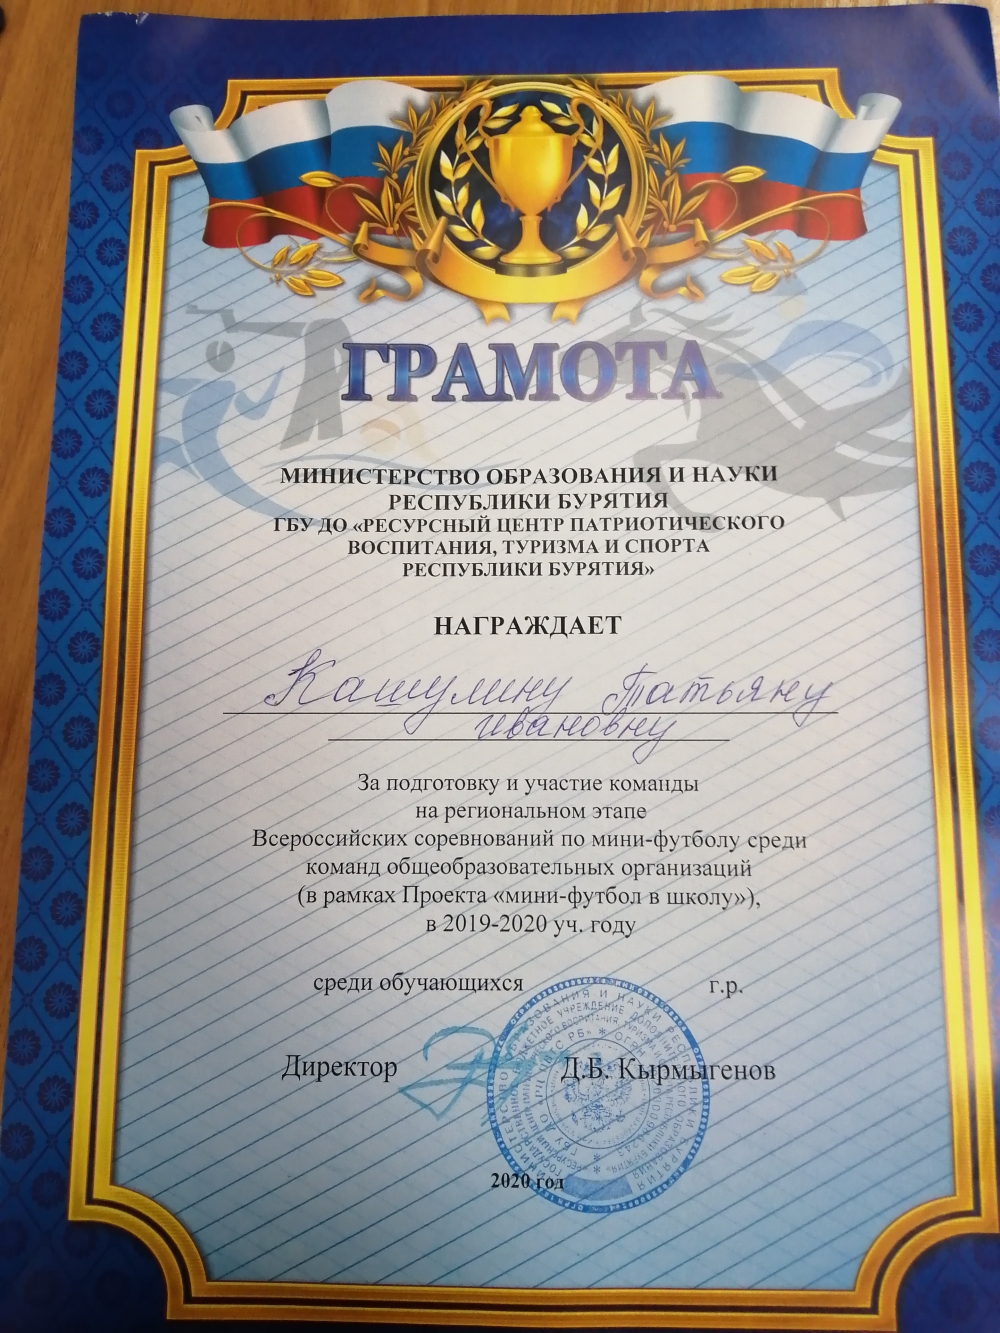 ГРАМОТА
МИНИСТЕРСТВО ОБРАЗОВАНИЯ И НАУКИ
РЕСПУБЛИКИ БУРЯТИЯ
ГБУ ДО «РЕСУРСНЫЙ ЦЕНТР ПАТРИОТИЧЕСКОГО
ВОСПИТАНИЯ, ТУРИЗМА И СПОРТА
РЕСПУБЛИКИ БУРЯТИЯ»
НАГРАЖДАЕТ
Кашулину Татьяну
Ивановну
За подготовку и участие команды
на региональном этапе
Всероссийских соревнований по мини-футболу среди
команд общеобразовательных организаций
(в рамках Проекта «мини-футбол в школу»),
в 2019-2020 уч. году
среди обучающихся г.р.
Директор Д.Б. Кырмыгенов
2020 год